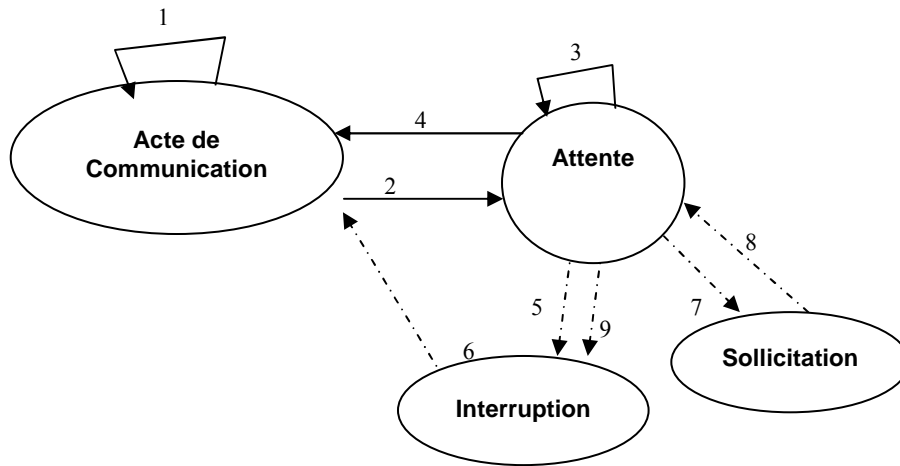 1
3
Acte de
Communication
4
Attente
2
8
5
9
7
6
Sollicitation
Interruption